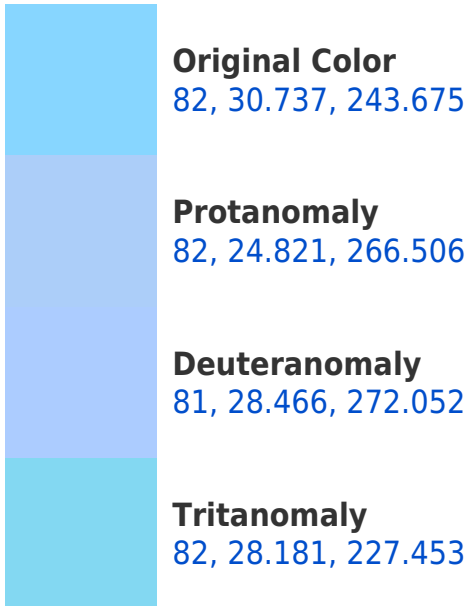 Original Color
82, 30.737, 243.675
Protanomaly
82, 24.821, 266.506
Deuteranomaly
81, 28.466, 272.052
Tritanomaly
82, 28.181, 227.453